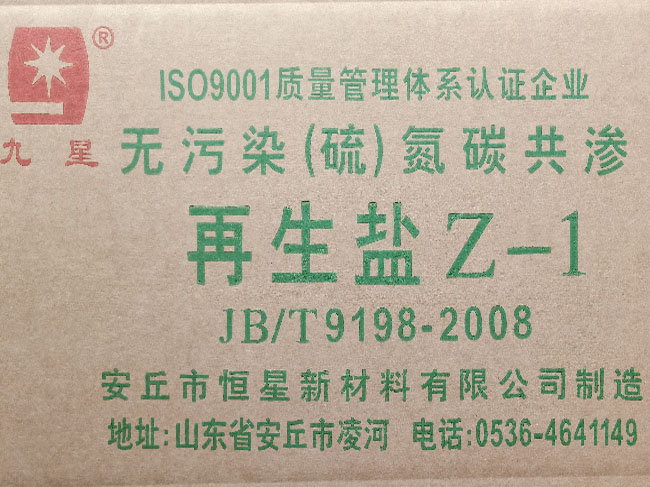 ®
九星
ISO9001质量管理体系认证企业
无污染(硫)氮碳共渗
再生盐Z-1
JB/T9198-2008
安丘市恒星新材料有限公司制造
地址:山东省安丘市凌河 电话:0536-4641149